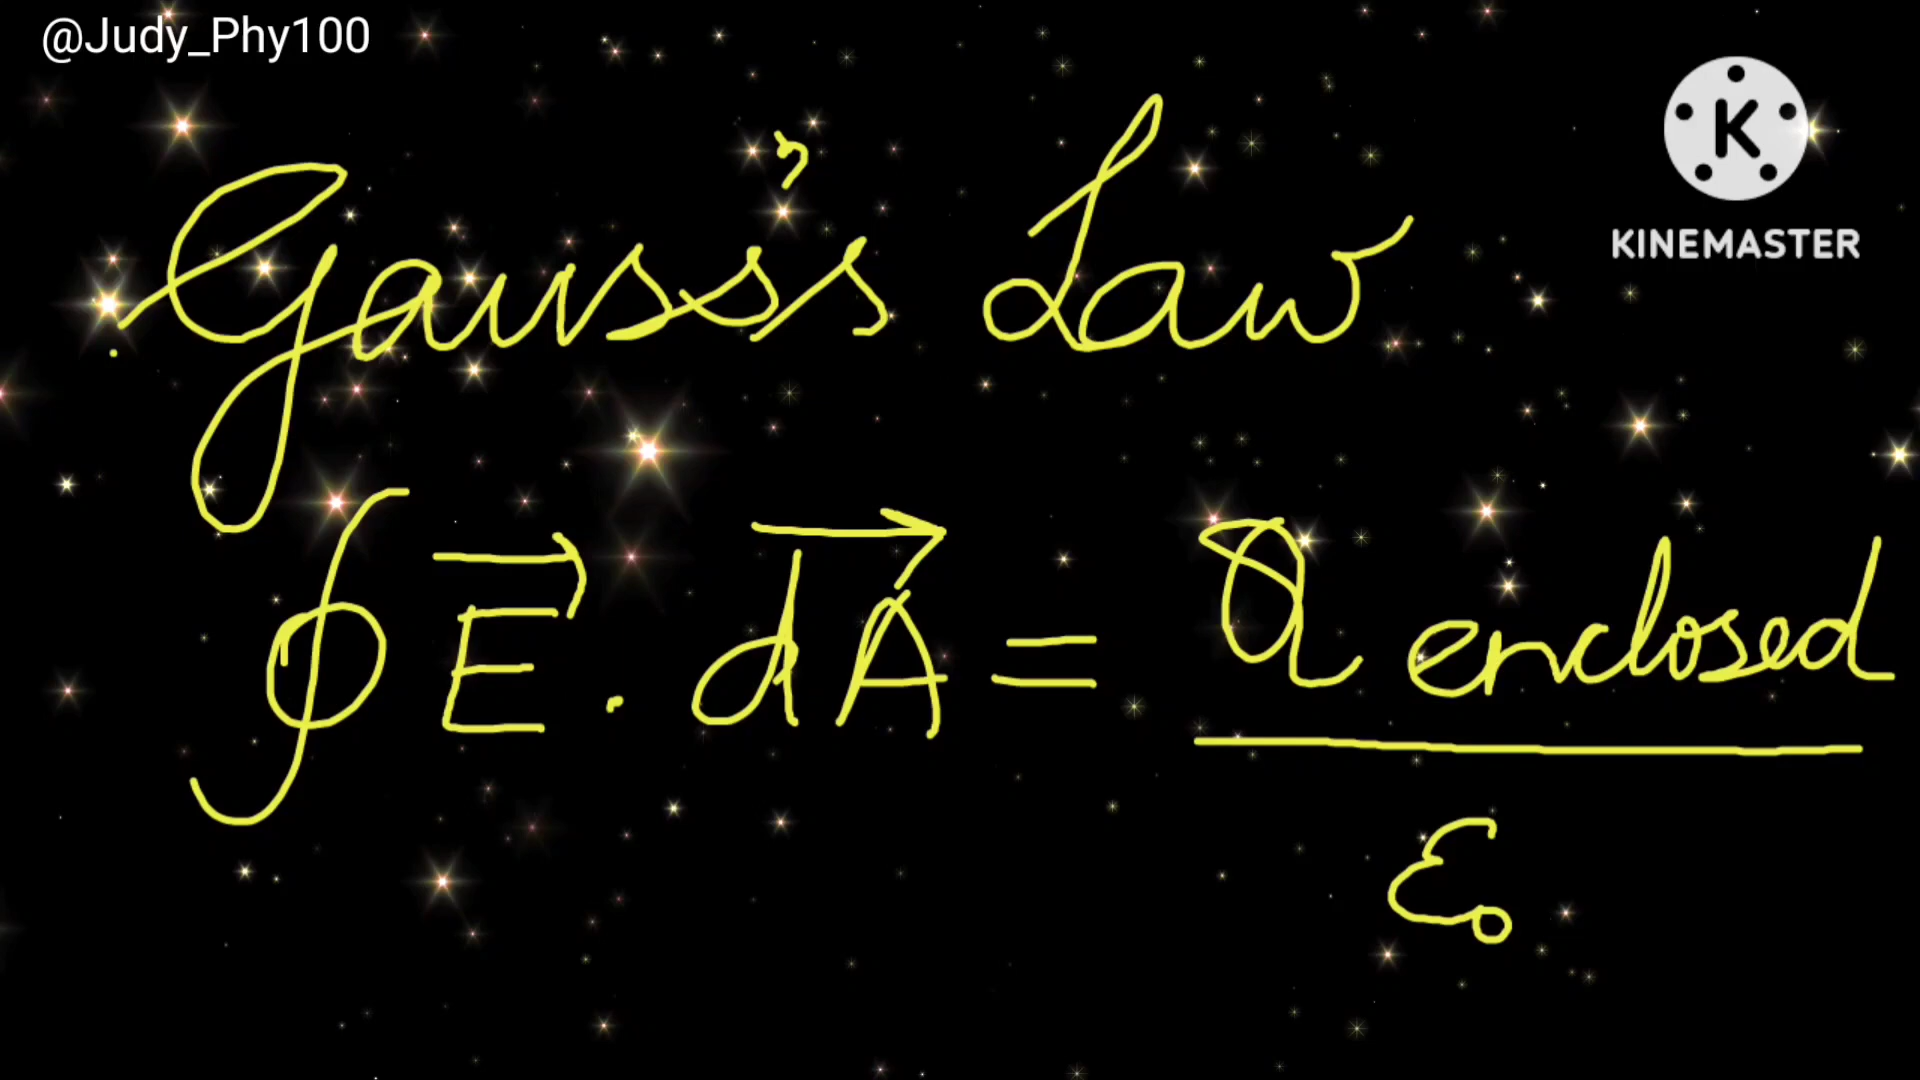 @Judy_Phy100
K
KINEMASTER
Gauss's Law
∮ E⃗ . dA⃗ = Q enclosed
ε₀